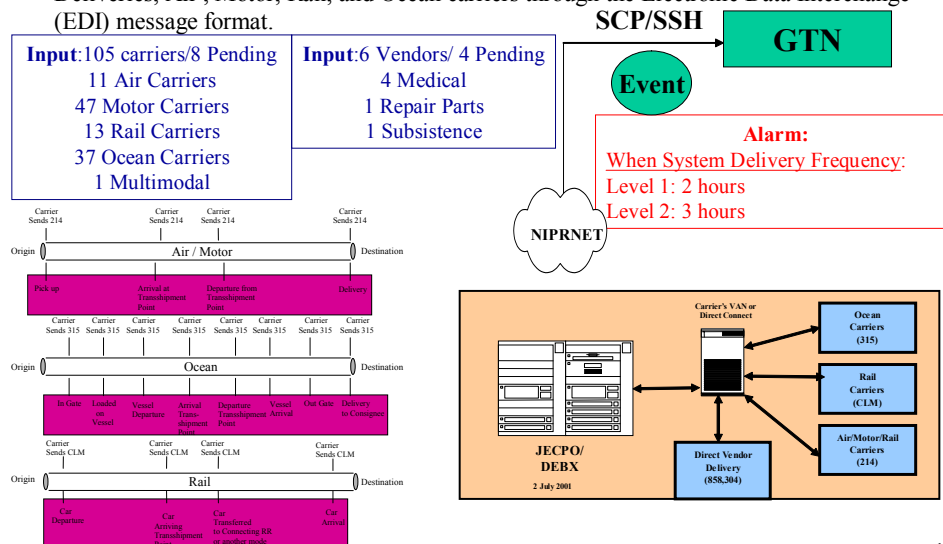 Deliveries, Air, Motor, Rail, and Ocean carriers through the Electronic Data Interchange
(EDI) message format.
SCP/SSH
GTN
Event
Input:105 carriers/8 Pending
11 Air Carriers
47 Motor Carriers
13 Rail Carriers
37 Ocean Carriers
1 Multimodal
Input:6 Vendors/ 4 Pending
4 Medical
1 Repair Parts
1 Subsistence
Alarm:
When System Delivery Frequency:
Level 1: 2 hours
Level 2: 3 hours
NIPRNET
Carrier
Sends 214
Carrier
Sends 214
Carrier
Sends 214
Carrier
Sends 214
Origin
Air / Motor
Destination
Pick up
Arrival at
Transshipment
Point
Departure from
Transshipment
Point
Delivery
Carrier
Sends 315
Carrier
Sends 315
Carrier
Sends 315
Carrier
Sends 315
Carrier
Sends 315
Carrier
Sends 315
Carrier
Sends 315
Carrier
Sends 315
Origin
Ocean
Destination
In Gate
Loaded
on
Vessel
Vessel
Departure
Arrival
Trans-
shipment
Point
Departure
Transshipment
Point
Vessel
Arrival
Out Gate
Delivery
to Consignee
Carrier
Sends CLM
Carrier
Sends CLM
Carrier
Sends CLM
Carrier
Sends CLM
Origin
Rail
Destination
Car
Departure
Car
Arriving
Transshipment
Point
Car
Transferred
to Connecting RR
or another mode
Car
Arrival
Carrier's VAN or
Direct Connect
Ocean
Carriers
(315)
Rail
Carriers
(CLM)
Air/Motor/Rail
Carriers
(214)
JECPO/
DEBX
2 July 2001
Direct Vendor
Delivery
(858,304)